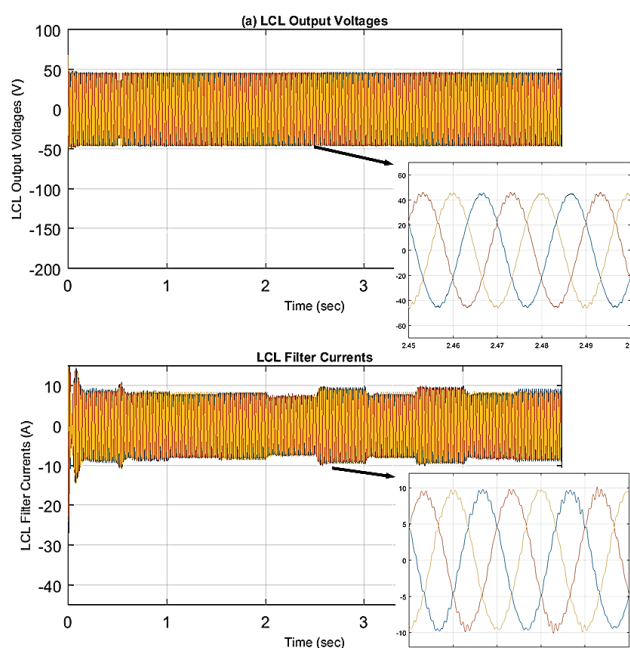 (a) LCL Output Voltages
100
50
0
-50
-100
-150
-200
LCL Output Voltages (V)
0 1 2 3
Time (sec)
60
40
20
0
-20
-40
-60
2.45 2.46 2.47 2.48 2.49
LCL Filter Currents
10
0
-10
-20
-30
-40
LCL Filter Currents (A)
0 1 2 3
Time (sec)
10
5
0
-5
-10